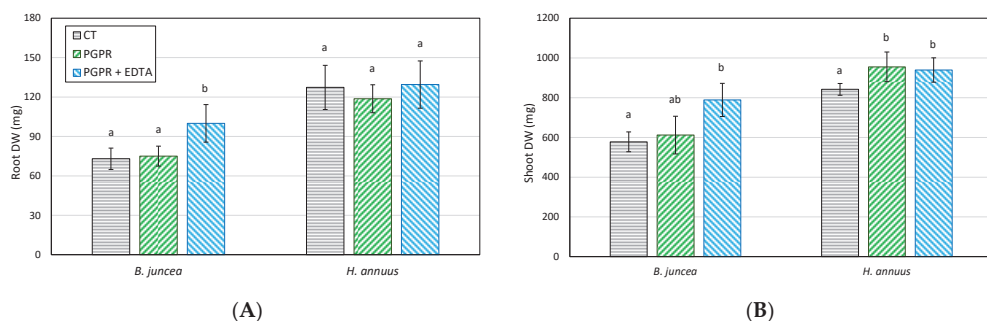 180
150
120
90
60
30
0
Root DW (mg)
CT
PGPR
PGPR + EDTA
a
a
b
a
a
a
B. juncea
H. annuus
(A)
1200
1000
800
600
400
200
0
Shoot DW (mg)
a
ab
b
a
b
b
B. juncea
H. annuus
(B)